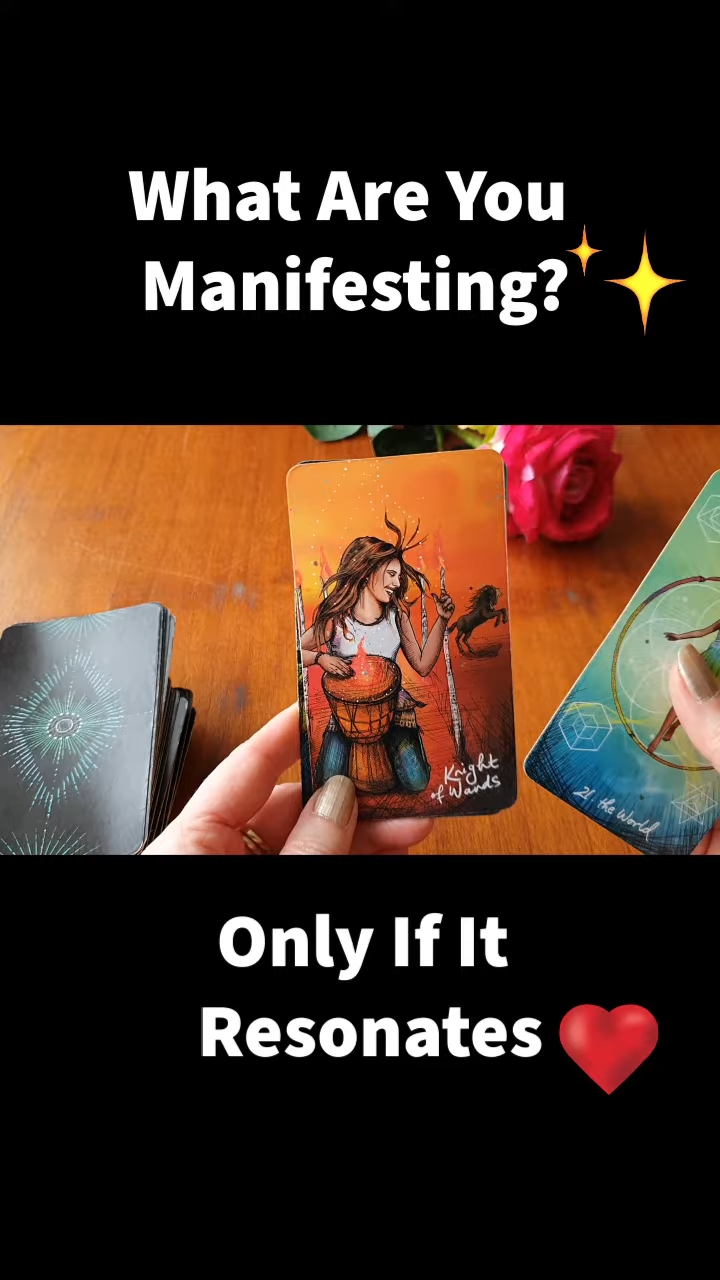 What Are You
Manifesting?
Knight
of Wands
21 the World
Only If It
Resonates